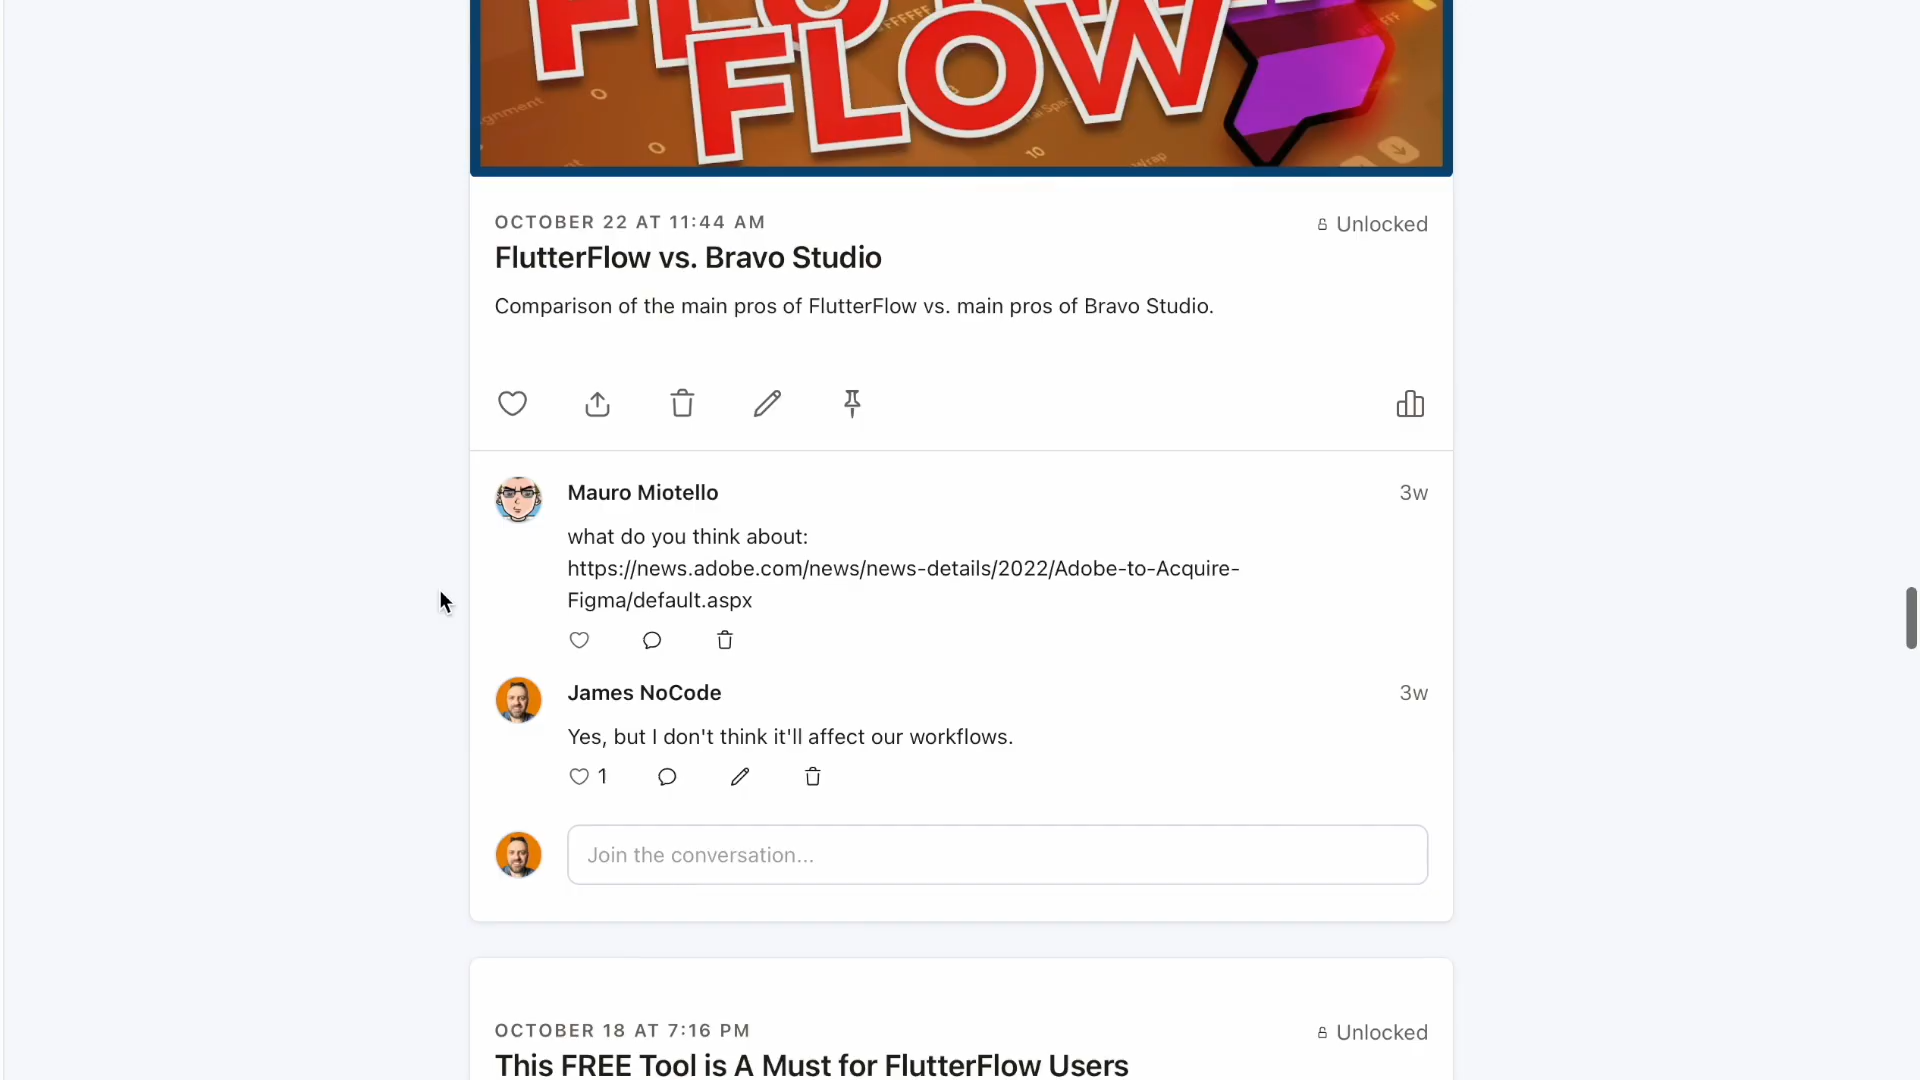 FLOW
OCTOBER 22 AT 11:44 AM
Unlocked
FlutterFlow vs. Bravo Studio
Comparison of the main pros of FlutterFlow vs. main pros of Bravo Studio.
Mauro Miotello
3w
what do you think about:
https://news.adobe.com/news/news-details/2022/Adobe-to-Acquire-
Figma/default.aspx
James NoCode
3w
Yes, but I don't think it'll affect our workflows.
1
Join the conversation...
OCTOBER 18 AT 7:16 PM
Unlocked
This FREE Tool is A Must for FlutterFlow Users